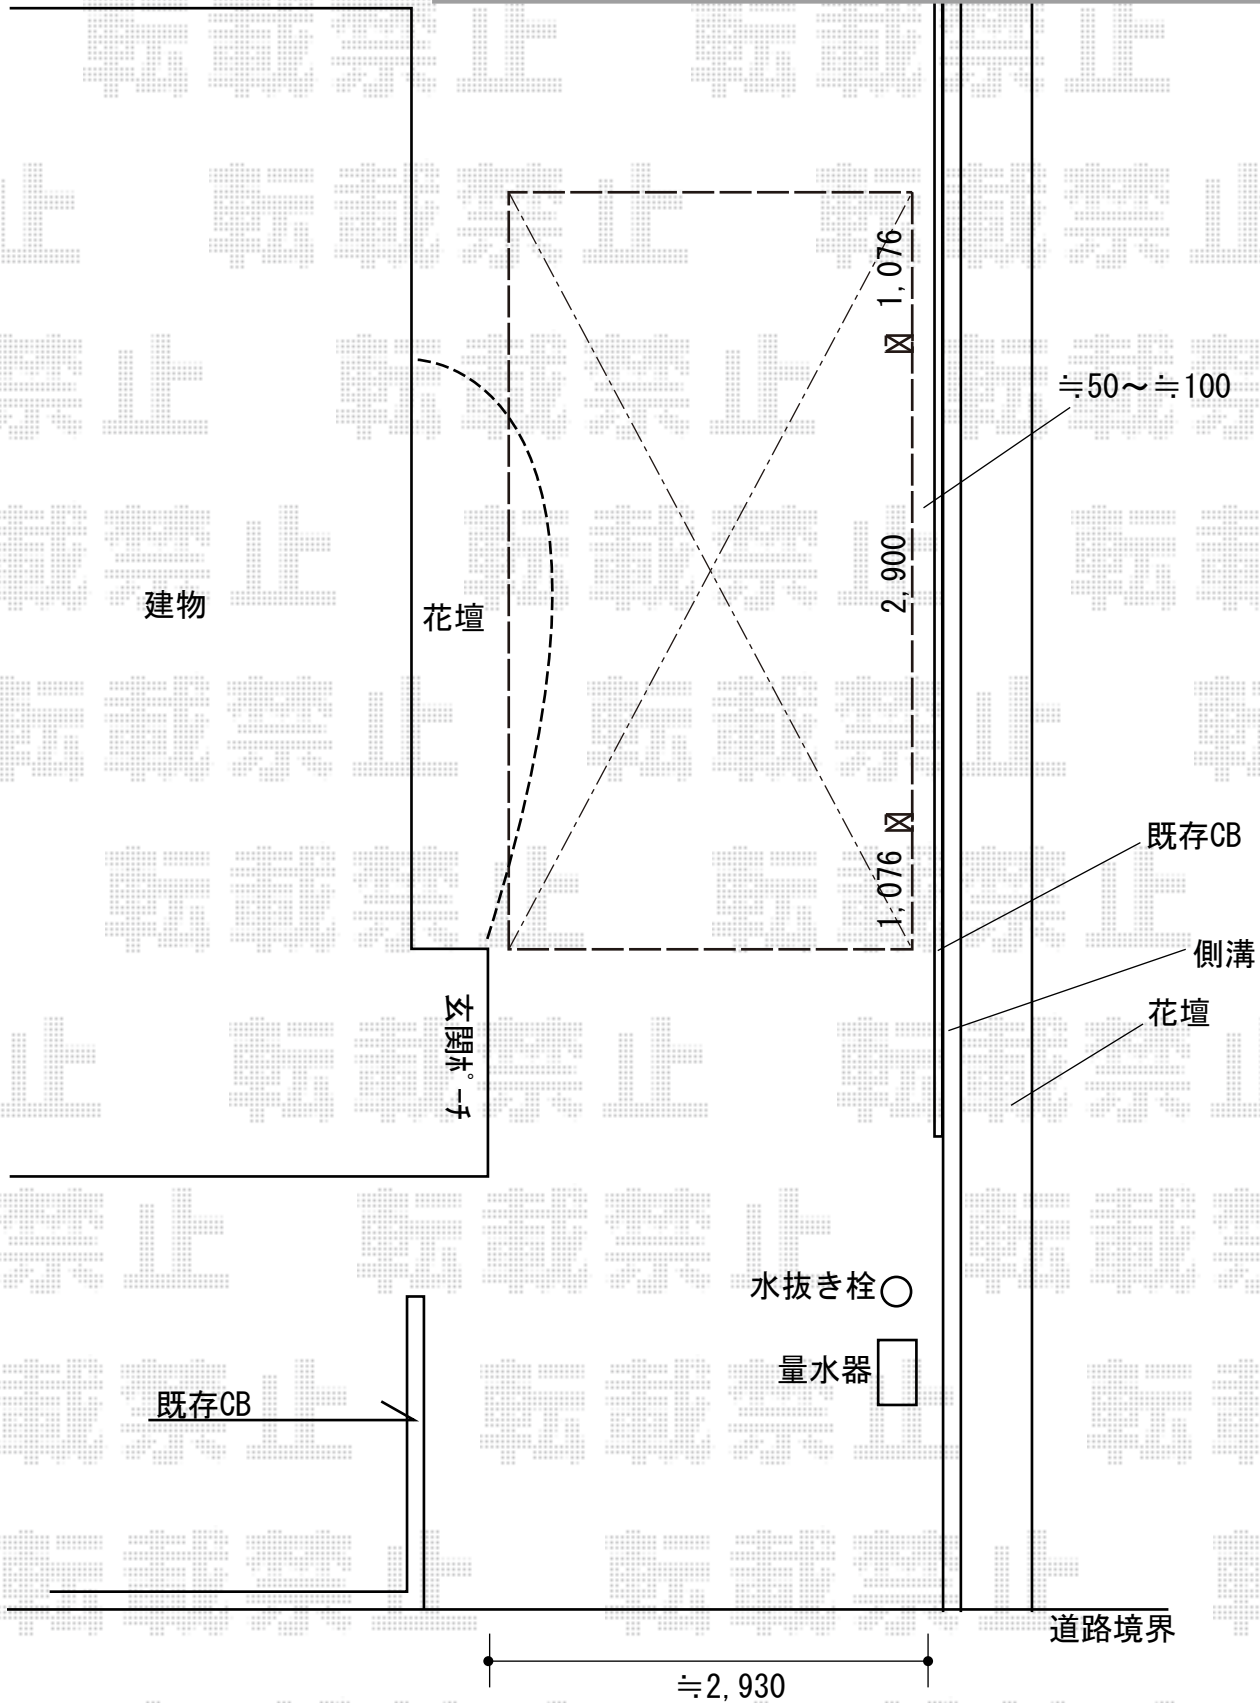 転載禁止
1,076
≒50～≒100
2,900
建物
花壇
1,076
既存CB
側溝
花壇
玄関ﾎﾟｰﾁ
水抜き栓
量水器
既存CB
道路境界
≒2,930